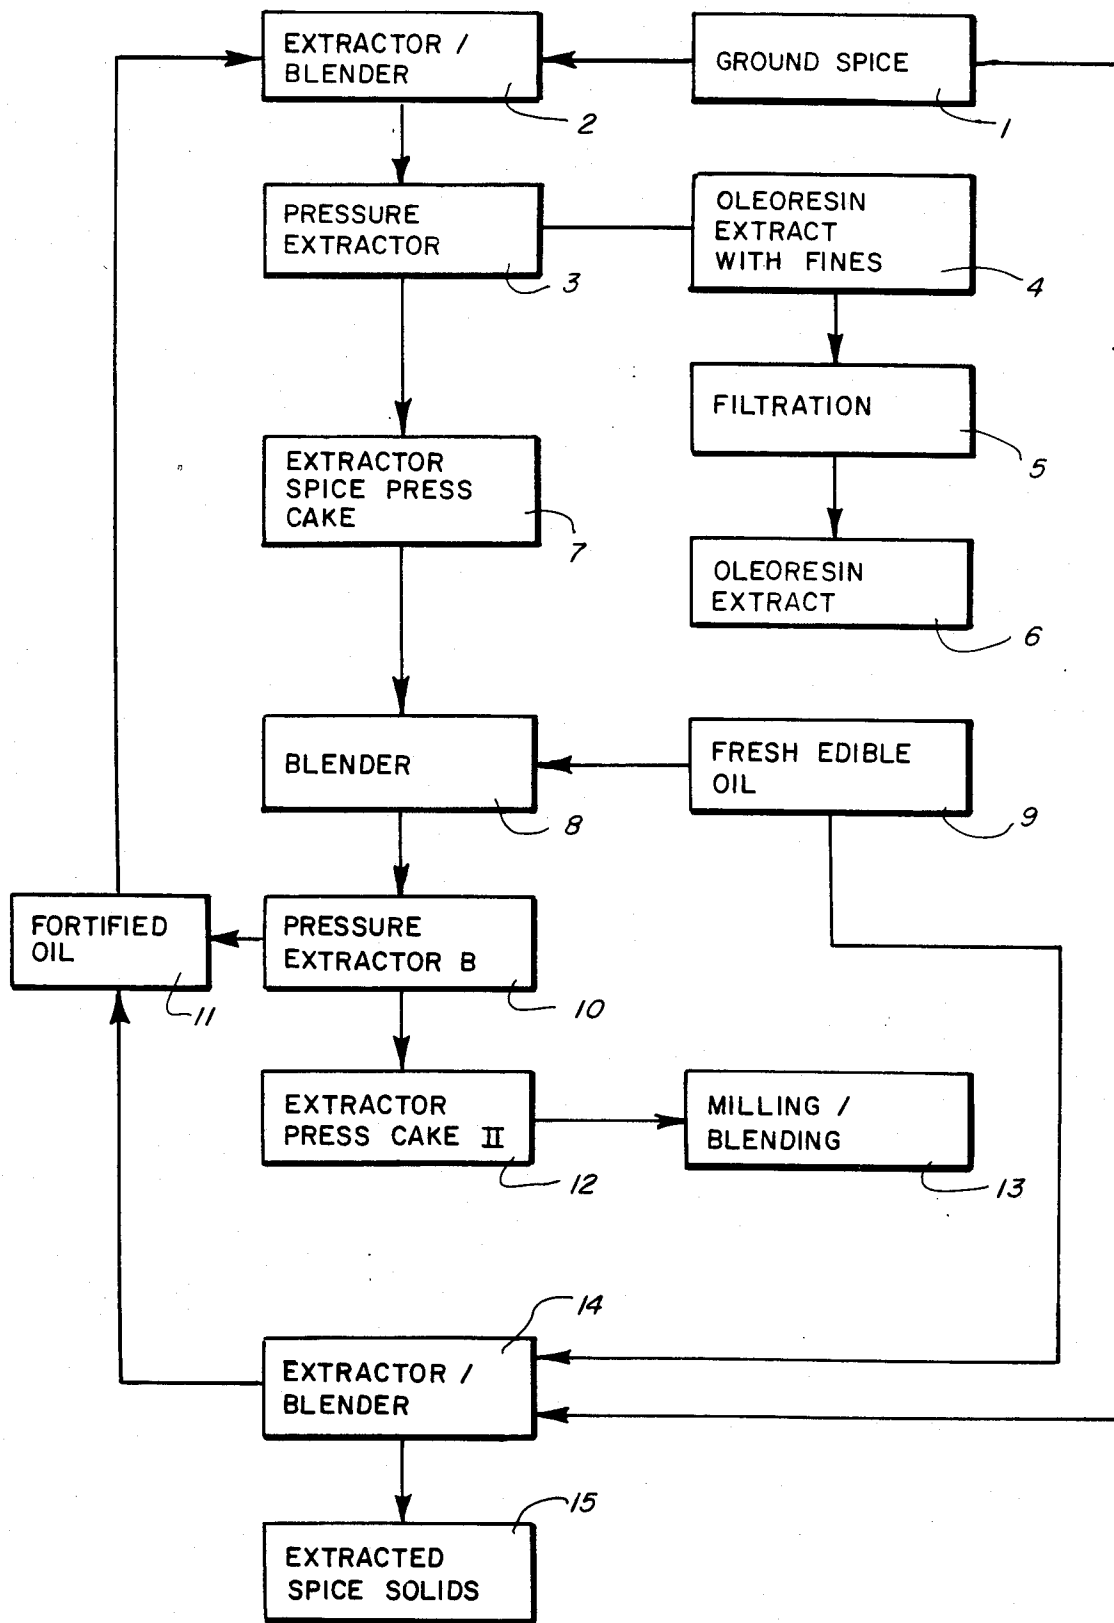 EXTRACTOR /
BLENDER
2
GROUND SPICE
1
PRESSURE
EXTRACTOR
3
OLEORESIN
EXTRACT
WITH FINES
4
FILTRATION
5
EXTRACTOR
SPICE PRESS
CAKE
7
OLEORESIN
EXTRACT
6
BLENDER
8
FRESH EDIBLE
OIL
9
FORTIFIED
OIL
11
PRESSURE
EXTRACTOR B
10
EXTRACTOR
PRESS CAKE II
12
MILLING /
BLENDING
13
14
EXTRACTOR /
BLENDER
15
EXTRACTED
SPICE SOLIDS